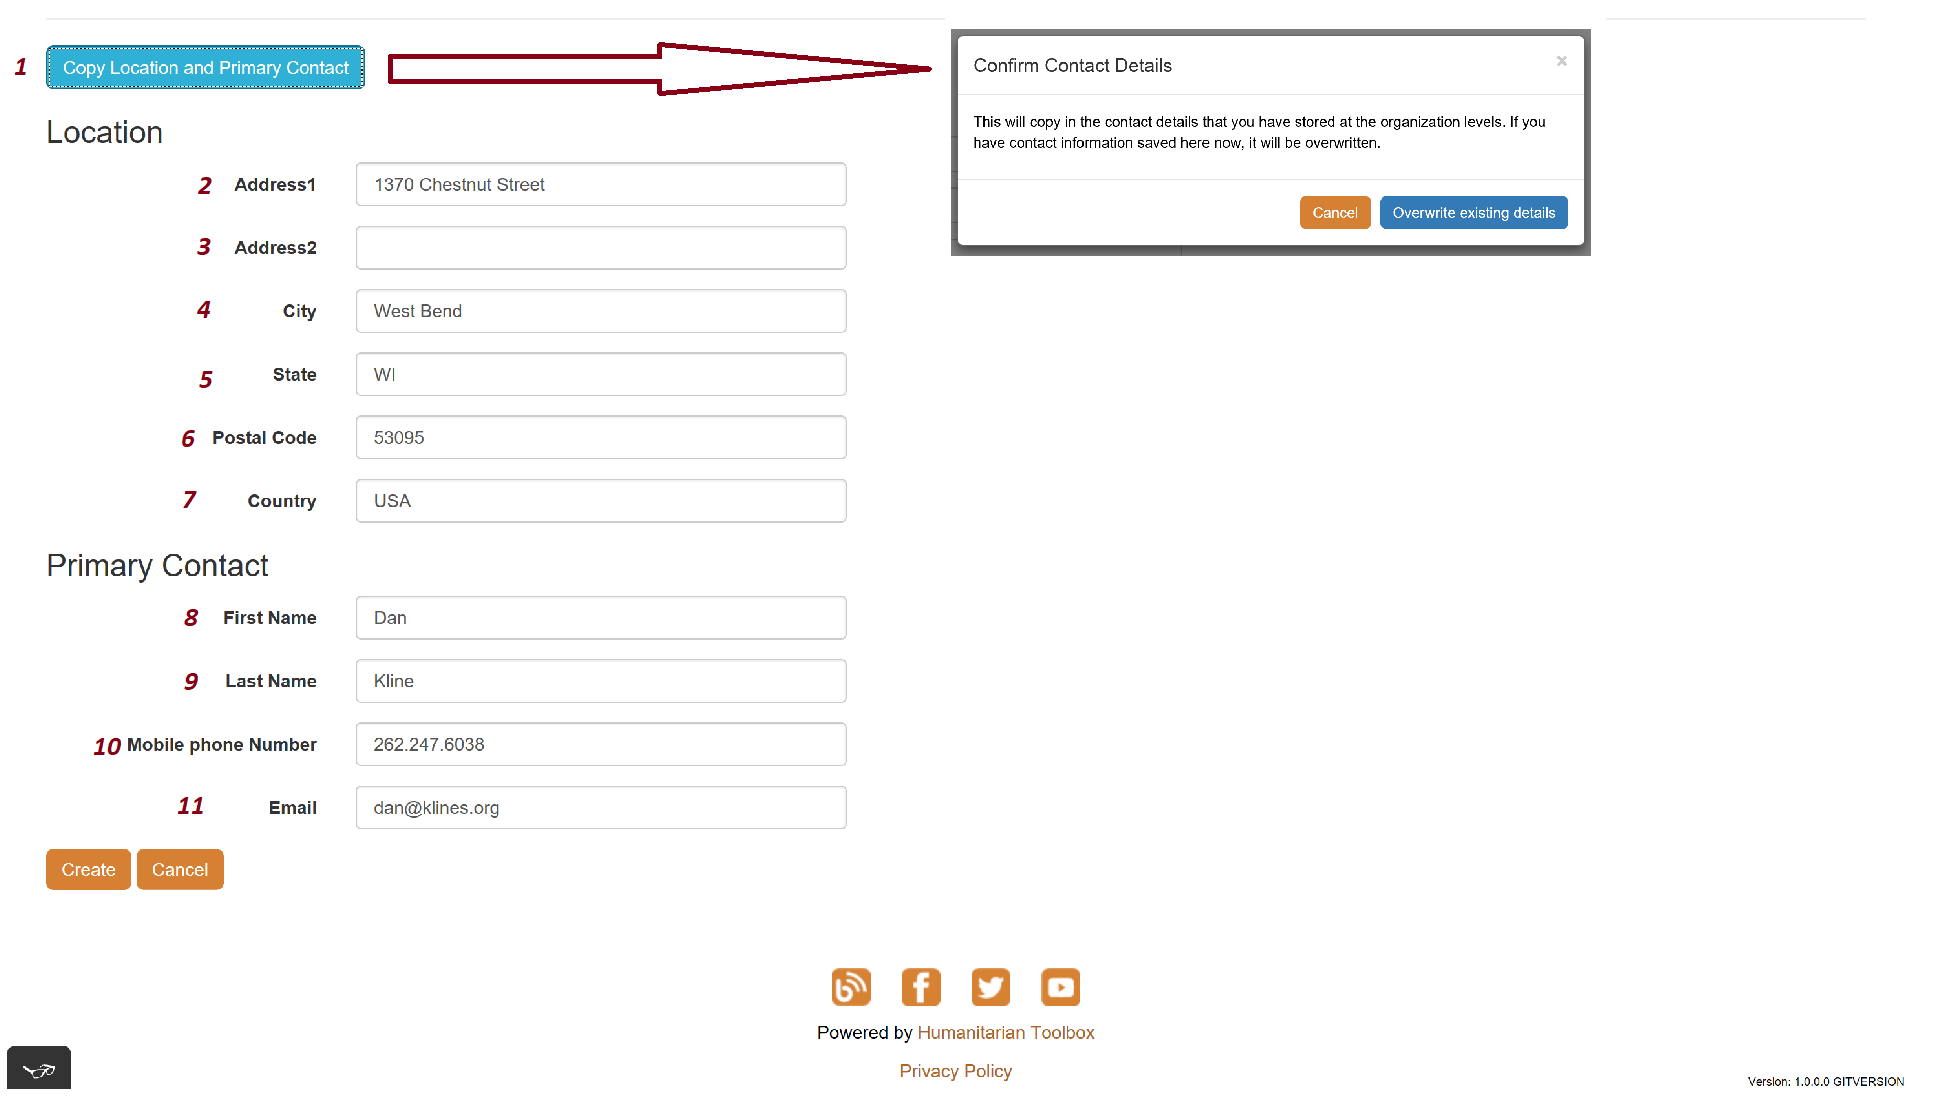 1 Copy Location and Primary Contact
Confirm Contact Details ×
This will copy in the contact details that you have stored at the organization levels. If you
have contact information saved here now, it will be overwritten.
Cancel Overwrite existing details
Location
2 Address1 1370 Chestnut Street
3 Address2
4 City West Bend
5 State WI
6 Postal Code 53095
7 Country USA
Primary Contact
8 First Name Dan
9 Last Name Kline
10 Mobile phone Number 262.247.6038
11 Email dan@klines.org
Create Cancel
Powered by Humanitarian Toolbox
Privacy Policy
Version: 1.0.0.0 GITVERSION